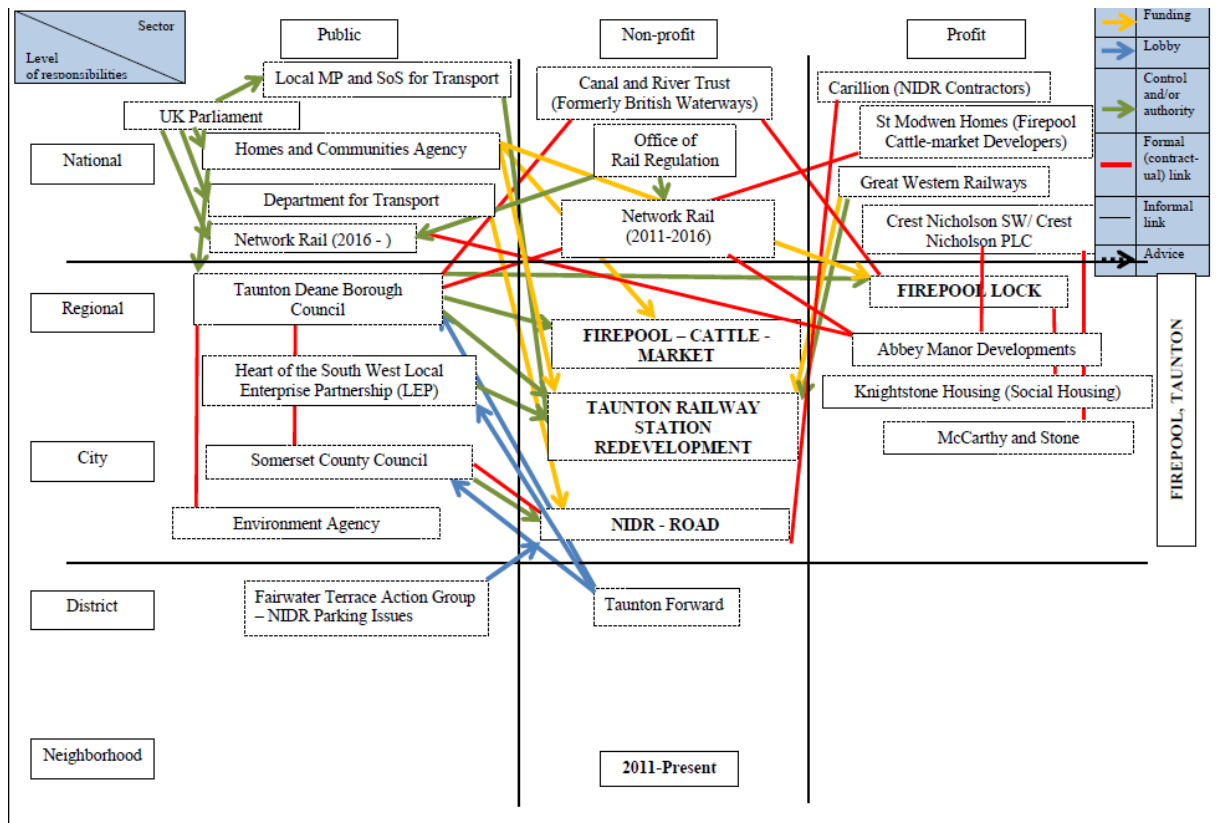 Sector
Level
of responsibilities
Public
Non-profit
Profit
Funding
Lobby
Control
and/or
authority
Formal
(contract-
ual) link
Informal
link
Advice
National
Local MP and SoS for Transport
UK Parliament
Homes and Communities Agency
Department for Transport
Network Rail (2016 - )
Canal and River Trust
(Formerly British Waterways)
Office of
Rail Regulation
Network Rail
(2011-2016)
Carillion (NIDR Contractors)
St Modwen Homes (Firepool
Cattle-market Developers)
Great Western Railways
Crest Nicholson SW/ Crest
Nicholson PLC
Regional
Taunton Deane Borough
Council
Heart of the South West Local
Enterprise Partnership (LEP)
FIREPOOL – CATTLE -
MARKET
TAUNTON RAILWAY
STATION
REDEVELOPMENT
FIREPOOL LOCK
Abbey Manor Developments
Knightstone Housing (Social Housing)
McCarthy and Stone
FIREPOOL, TAUNTON
City
Somerset County Council
Environment Agency
NIDR - ROAD
District
Fairwater Terrace Action Group
– NIDR Parking Issues
Taunton Forward
Neighborhood
2011-Present